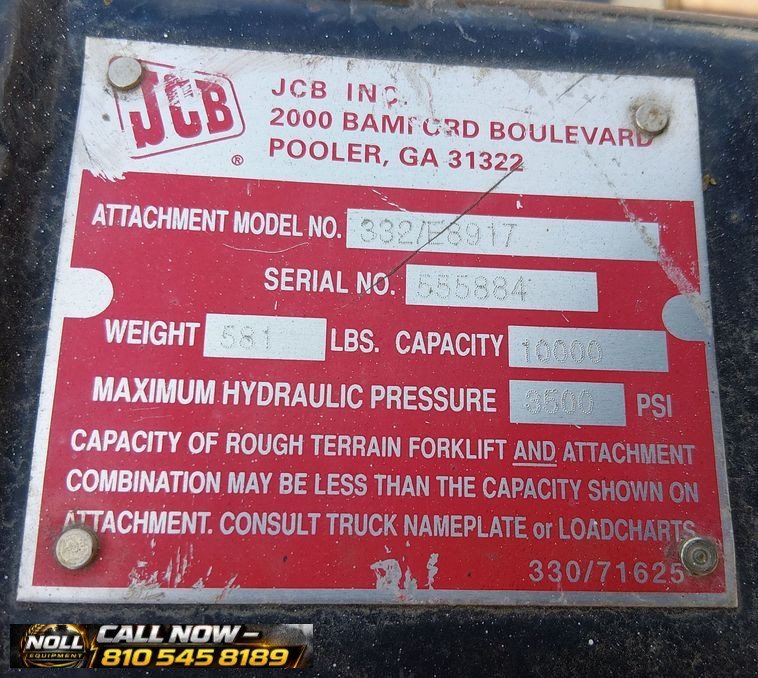 JCB
®
JCB INC.
2000 BAMFORD BOULEVARD
POOLER, GA 31322
ATTACHMENT MODEL NO. 332/E8917
SERIAL NO. 555884
WEIGHT 581 LBS. CAPACITY 10000
MAXIMUM HYDRAULIC PRESSURE 3500 PSI
CAPACITY OF ROUGH TERRAIN FORKLIFT AND ATTACHMENT
COMBINATION MAY BE LESS THAN THE CAPACITY SHOWN ON
ATTACHMENT. CONSULT TRUCK NAMEPLATE or LOADCHARTS
330/71625
NOLL
EQUIPMENT
CALL NOW –
810 545 8189